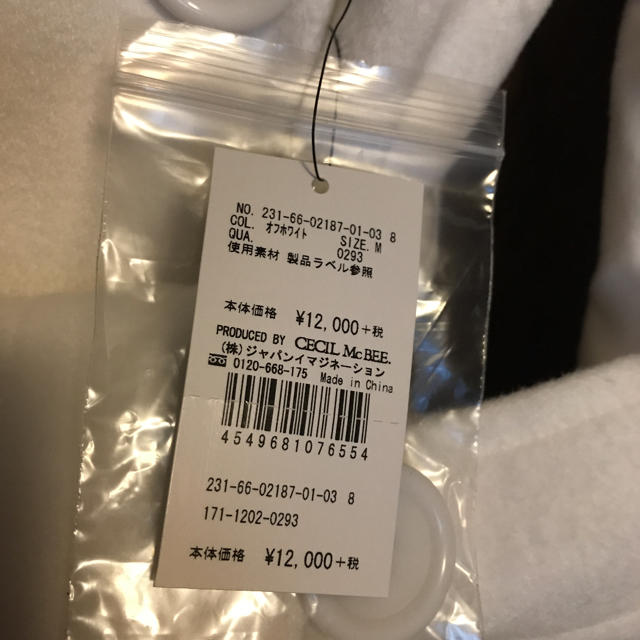 NO. 231-66-02187-01-03 8
COL. オフホワイト SIZE. M
QUA. 0293
使用素材 製品ラベル参照
本体価格 ¥12,000+税
PRODUCED BY CECIL McBEE.
(株)ジャパンイマジネーション
0120-668-175 Made in China
4549681076554
231-66-02187-01-03 8
171-1202-0293
本体価格 ¥12,000+税